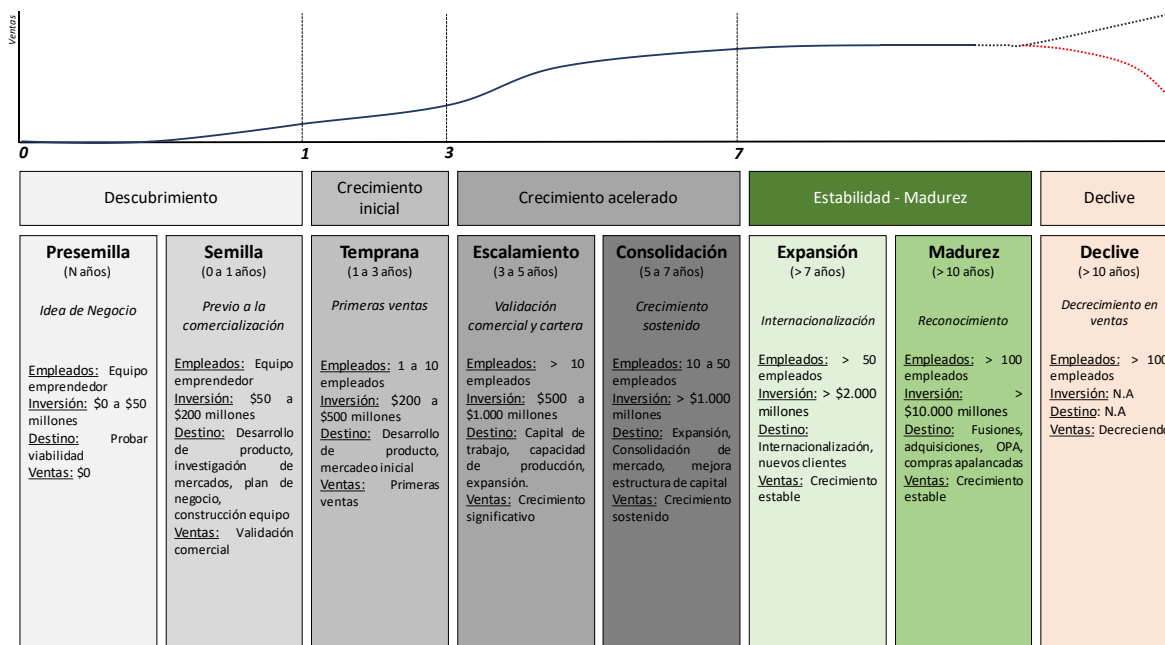 Ventas
0
1
3
7
Descubrimiento
Crecimiento
inicial
Crecimiento acelerado
Estabilidad - Madurez
Declive
Presemilla
(N años)
Idea de Negocio
Empleados: Equipo
emprendedor
Inversión: $0 a $50
millones
Destino: Probar
viabilidad
Ventas: $0
Semilla
(0 a 1 años)
Previo a la
comercialización
Empleados: Equipo
emprendedor
Inversión: $50 a
$200 millones
Destino: Desarrollo
de producto,
investigación de
mercados, plan de
negocio,
construcción equipo
Ventas: Validación
comercial
Temprana
(1 a 3 años)
Primeras ventas
Empleados: 1 a 10
empleados
Inversión: $200 a
$500 millones
Destino: Desarrollo
de producto,
mercadeo inicial
Ventas: Primeras
ventas
Escalamiento
(3 a 5 años)
Validación
comercial y cartera
Empleados: > 10
empleados
Inversión: $500 a
$1.000 millones
Destino: Capital de
trabajo, capacidad
de producción,
expansión.
Ventas: Crecimiento
significativo
Consolidación
(5 a 7 años)
Crecimiento
sostenido
Empleados: 10 a 50
empleados
Inversión: > $1.000
millones
Destino: Expansión,
Consolidación de
mercado, mejora
estructura de capital
Ventas: Crecimiento
sostenido
Expansión
(> 7 años)
Internacionalización
Empleados: > 50
empleados
Inversión: > $2.000
millones
Destino:
Internacionalización,
nuevos clientes
Ventas: Crecimiento
estable
Madurez
(> 10 años)
Reconocimiento
Empleados: > 100
empleados
Inversión: >
$10.000 millones
Destino: Fusiones,
adquisiciones, OPA,
compras apalancadas
Ventas: Crecimiento
estable
Declive
(> 10 años)
Decrecimiento en
ventas
Empleados: > 100
empleados
Inversión: N.A
Destino: N.A
Ventas: Decreciendo